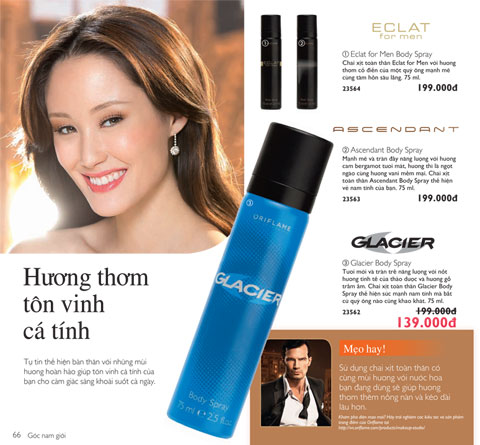 ECLAT
for men
① Eclat for Men Body Spray
Chai xịt toàn thân Eclat for Men với hương
thơm cổ điển của một quý ông mạnh mẽ
cùng tâm hồn sâu lắng. 75 ml.
23564 199.000đ
ASCENDANT
② Ascendant Body Spray
Mạnh mẽ và tràn đầy năng lượng với hương
cam bergamot tươi mát, hương thì là ngọt
ngào cùng hương vani mềm mại. Chai xịt
toàn thân Ascendant Body Spray thể hiện
vẻ nam tính của bạn. 75 ml.
23563 199.000đ
GLACIER
③ Glacier Body Spray
Tươi mới và tràn trề năng lượng với nốt
hương tinh tế của thảo dược và hương gỗ
trầm ấm. Chai xịt toàn thân Glacier Body
Spray thể hiện sức mạnh nam tính mà bất
cứ quý ông nào cũng khao khát. 75 ml.
23562 199.000đ
139.000đ
①
②
③
ORIFLAME
GLACIER
Body Spray
75 ml e 2.5 fl.
Hương thơm
tôn vinh
cá tính
Tự tin thể hiện bản thân với những mùi
hương hoàn hảo giúp tôn vinh cá tính của
bạn cho cảm giác sảng khoái suốt cả ngày.
Mẹo hay!
Sử dụng chai xịt toàn thân có
cùng mùi hương với nước hoa
bạn đang dùng sẽ giúp hương
thơm thêm nồng nàn và kéo dài
lâu hơn.
66 Góc nam giới